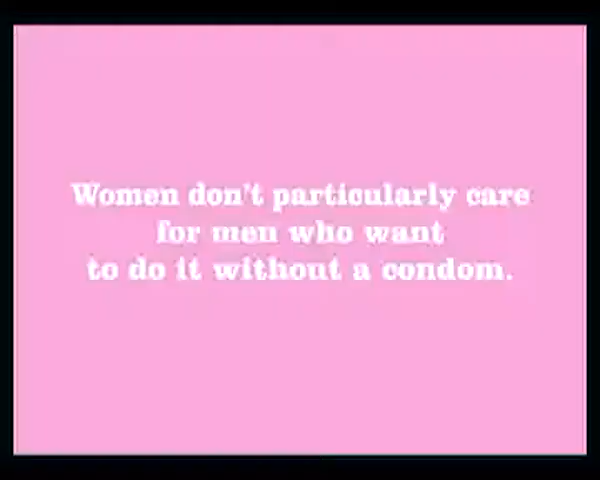 Women don't particularly care
for men who want
to do it without a condom.